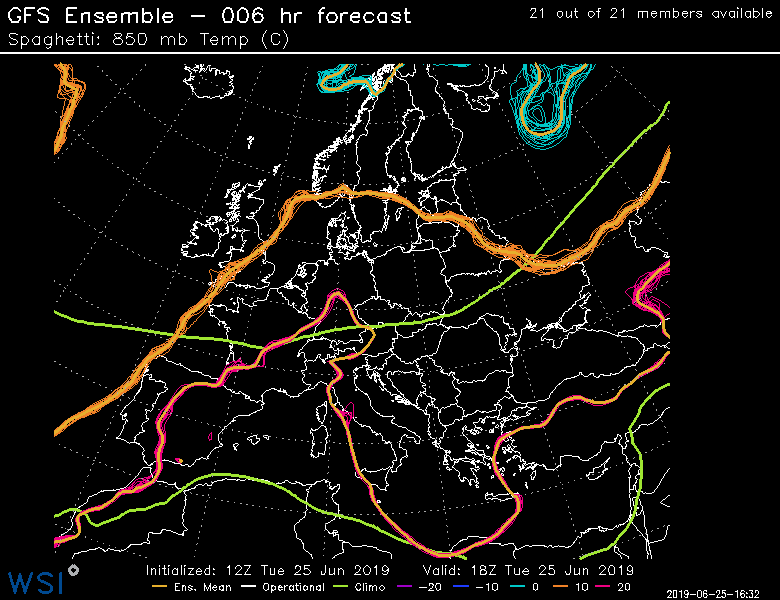 GFS Ensemble – 006 hr forecast
21 out of 21 members available
Spaghetti: 850 mb Temp (C)
Initialized: 12Z Tue 25 Jun 2019 Valid: 18Z Tue 25 Jun 2019
WSI
Ens. Mean Operational Climo -20 -10 0 10 20
2019-06-25-16:32